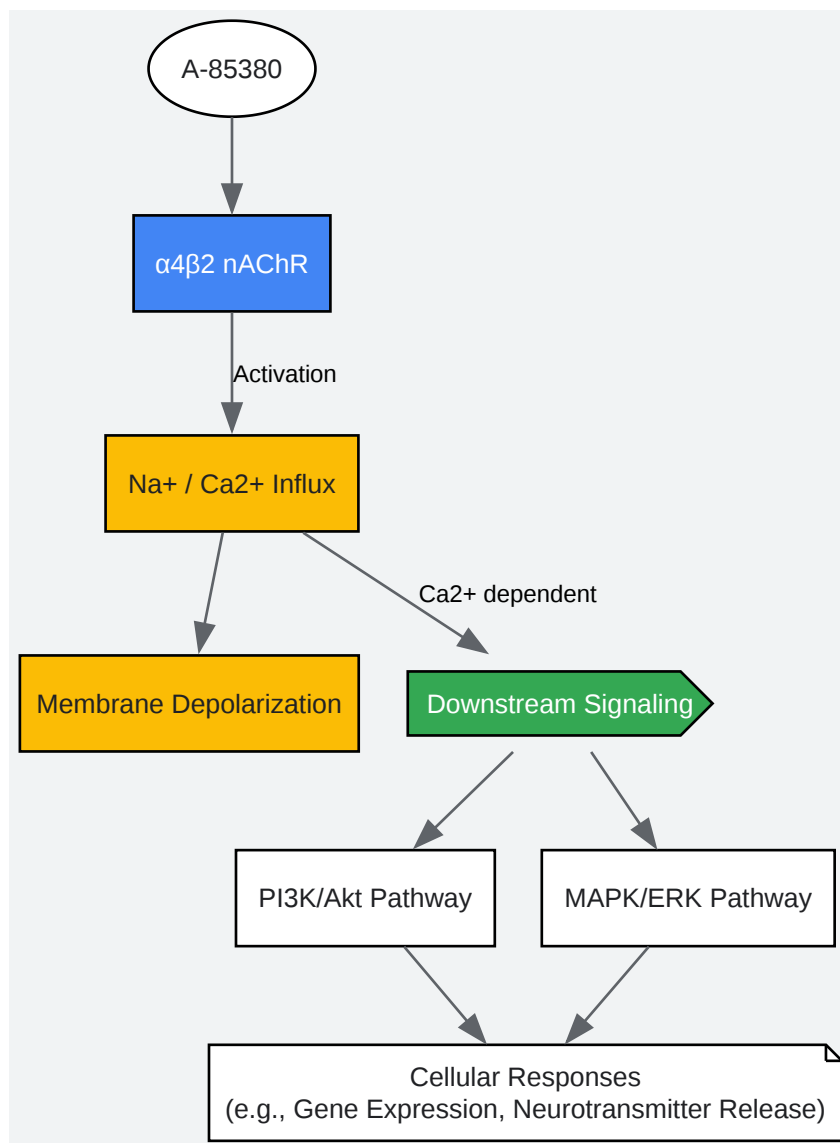 A-85380
α4β2 nAChR
Activation
Na+ / Ca2+ Influx
Ca2+ dependent
Membrane Depolarization
Downstream Signaling
PI3K/Akt Pathway
MAPK/ERK Pathway
Cellular Responses
(e.g., Gene Expression, Neurotransmitter Release)